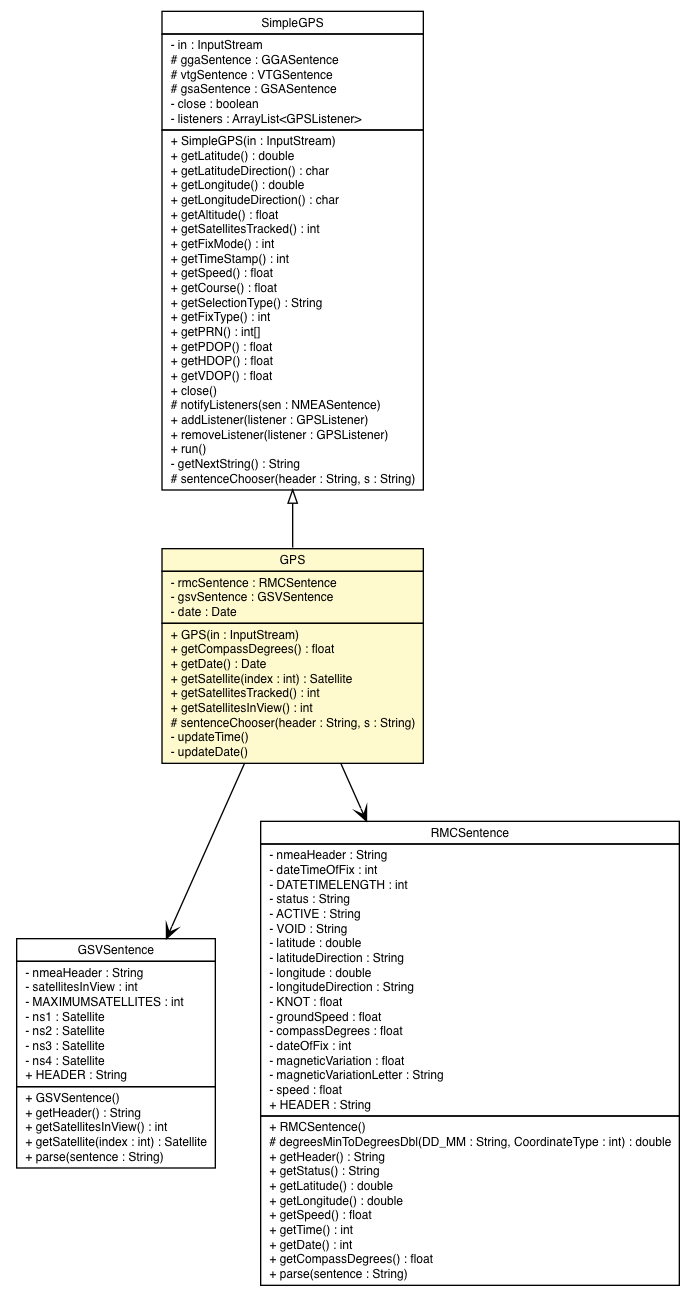 SimpleGPS
- in : InputStream
# ggaSentence : GGASentence
# vtgSentence : VTGSentence
# gsaSentence : GSASentence
- close : boolean
- listeners : ArrayList<GPSListener>
+ SimpleGPS(in : InputStream)
+ getLatitude() : double
+ getLatitudeDirection() : char
+ getLongitude() : double
+ getLongitudeDirection() : char
+ getAltitude() : float
+ getSatellitesTracked() : int
+ getFixMode() : int
+ getTimeStamp() : int
+ getSpeed() : float
+ getCourse() : float
+ getSelectionType() : String
+ getFixType() : int
+ getPRN() : int[]
+ getPDOP() : float
+ getHDOP() : float
+ getVDOP() : float
+ close()
# notifyListeners(sen : NMEASentence)
+ addListener(listener : GPSListener)
+ removeListener(listener : GPSListener)
+ run()
- getNextString() : String
# sentenceChooser(header : String, s : String)
GPS
- rmcSentence : RMCSentence
- gsvSentence : GSVSentence
- date : Date
+ GPS(in : InputStream)
+ getCompassDegrees() : float
+ getDate() : Date
+ getSatellite(index : int) : Satellite
+ getSatellitesTracked() : int
+ getSatellitesInView() : int
# sentenceChooser(header : String, s : String)
- updateTime()
- updateDate()
GSVSentence
- nmeaHeader : String
- satellitesInView : int
- MAXIMUMSATELLITES : int
- ns1 : Satellite
- ns2 : Satellite
- ns3 : Satellite
- ns4 : Satellite
+ HEADER : String
+ GSVSentence()
+ getHeader() : String
+ getSatellitesInView() : int
+ getSatellite(index : int) : Satellite
+ parse(sentence : String)
RMCSentence
- nmeaHeader : String
- dateTimeOfFix : int
- DATETIMELENGTH : int
- status : String
- ACTIVE : String
- VOID : String
- latitude : double
- latitudeDirection : String
- longitude : double
- longitudeDirection : String
- KNOT : float
- groundSpeed : float
- compassDegrees : float
- dateOfFix : int
- magneticVariation : float
- magneticVariationLetter : String
- speed : float
+ HEADER : String
+ RMCSentence()
# degreesMinToDegreesDbl(DD_MM : String, CoordinateType : int) : double
+ getHeader() : String
+ getStatus() : String
+ getLatitude() : double
+ getLongitude() : double
+ getSpeed() : float
+ getTime() : int
+ getDate() : int
+ getCompassDegrees() : float
+ parse(sentence : String)